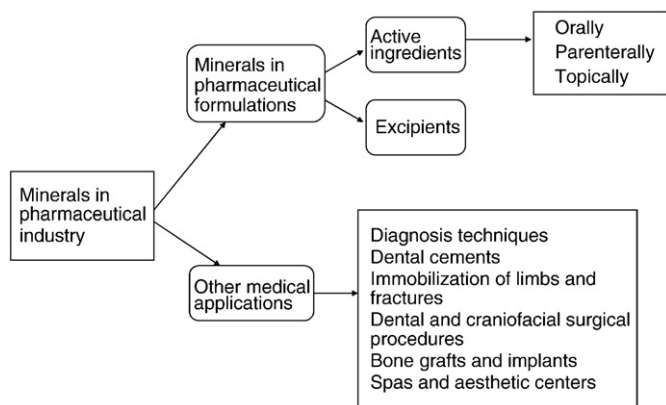 Minerals in
pharmaceutical
industry
Minerals in
pharmaceutical
formulations
Active
ingredients
Orally
Parenterally
Topically
Excipients
Other medical
applications
Diagnosis techniques
Dental cements
Immobilization of limbs and
fractures
Dental and craniofacial surgical
procedures
Bone grafts and implants
Spas and aesthetic centers